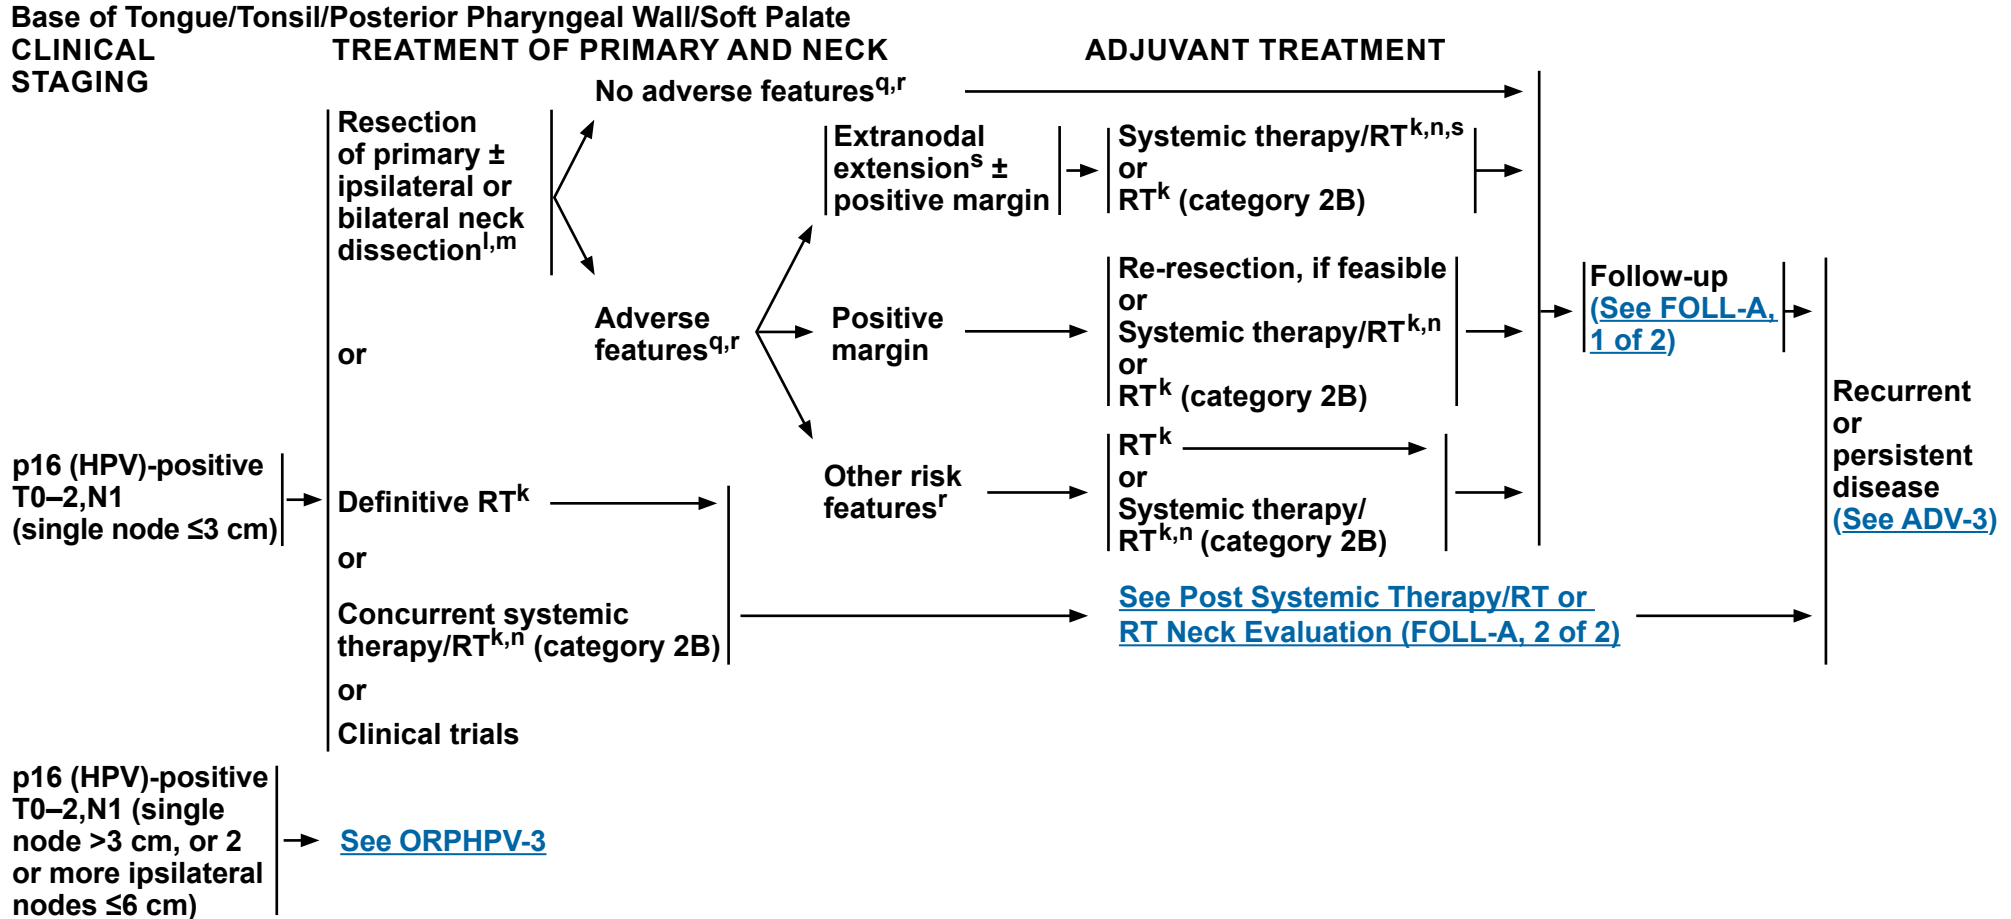 Base of Tongue/Tonsil/Posterior Pharyngeal Wall/Soft Palate
CLINICAL
STAGING
TREATMENT OF PRIMARY AND NECK
ADJUVANT TREATMENT
p16 (HPV)-positive
T0–2,N1
(single node ≤3 cm)
Resection
of primary ±
ipsilateral or
bilateral neck
dissection^l,m
or
Definitive RT^k
or
Concurrent systemic
therapy/RT^k,n (category 2B)
or
Clinical trials
No adverse features^q,r
Adverse
features^q,r
Extranodal
extension^s ±
positive margin
Positive
margin
Other risk
features^r
Systemic therapy/RT^k,n,s
or
RT^k (category 2B)
Re-resection, if feasible
or
Systemic therapy/RT^k,n
or
RT^k (category 2B)
RT^k
or
Systemic therapy/
RT^k,n (category 2B)
See Post Systemic Therapy/RT or
RT Neck Evaluation (FOLL-A, 2 of 2)
Follow-up
(See FOLL-A,
1 of 2)
Recurrent
or
persistent
disease
(See ADV-3)
p16 (HPV)-positive
T0–2,N1 (single
node >3 cm, or 2
or more ipsilateral
nodes ≤6 cm)
See ORPHPV-3